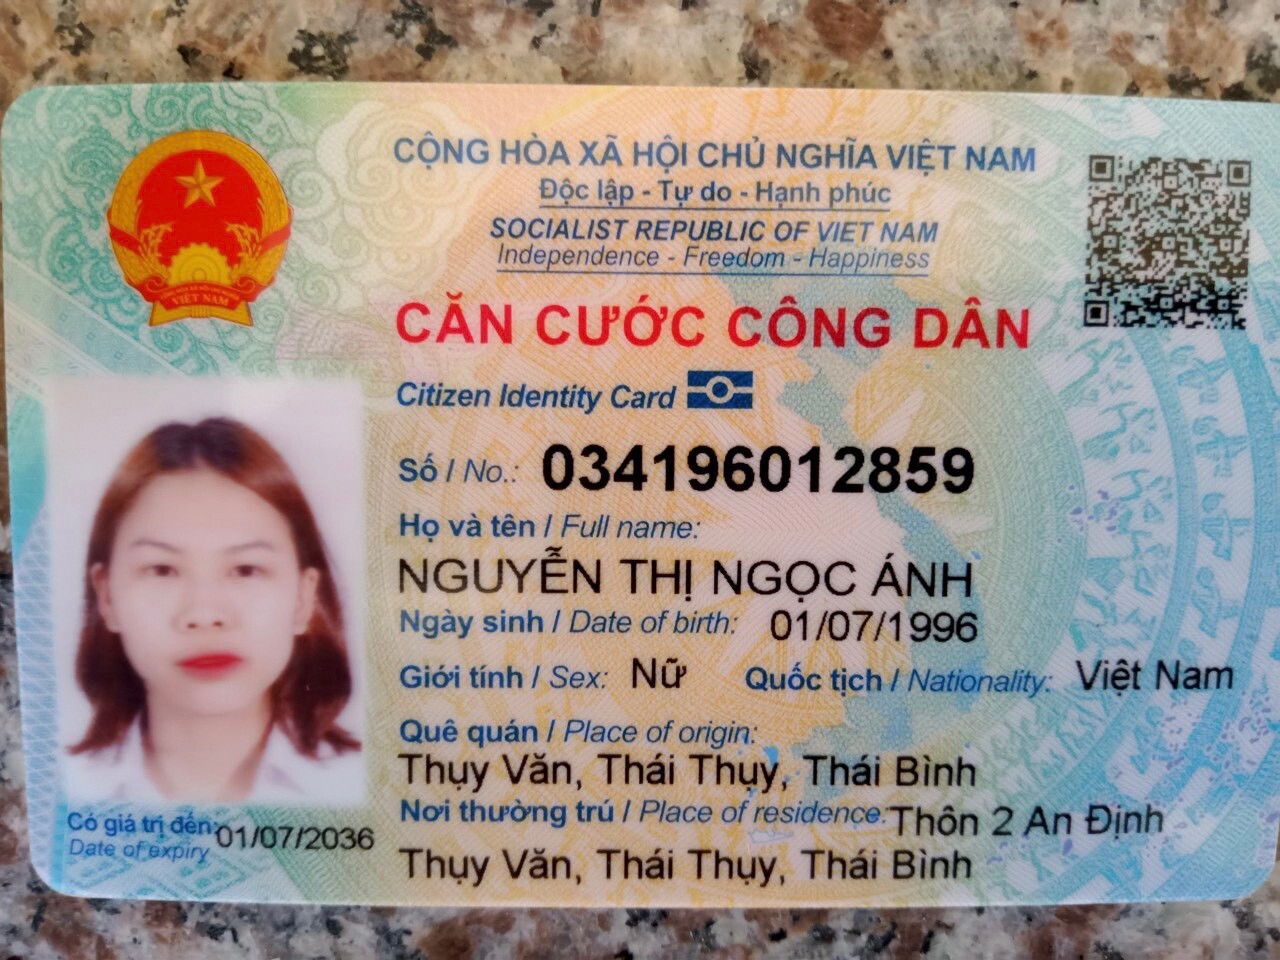 CỘNG HÒA XÃ HỘI CHỦ NGHĨA VIỆT NAM
Độc lập - Tự do - Hạnh phúc
SOCIALIST REPUBLIC OF VIET NAM
Independence - Freedom - Happiness
VIỆT NAM
CĂN CƯỚC CÔNG DÂN
Citizen Identity Card
Số / No.: 034196012859
Họ và tên / Full name:
NGUYỄN THỊ NGỌC ÁNH
Ngày sinh / Date of birth: 01/07/1996
Giới tính / Sex: Nữ Quốc tịch / Nationality: Việt Nam
Quê quán / Place of origin:
Thụy Văn, Thái Thụy, Thái Bình
Nơi thường trú / Place of residence: Thôn 2 An Định
Thụy Văn, Thái Thụy, Thái Bình
Có giá trị đến: 01/07/2036
Date of expiry